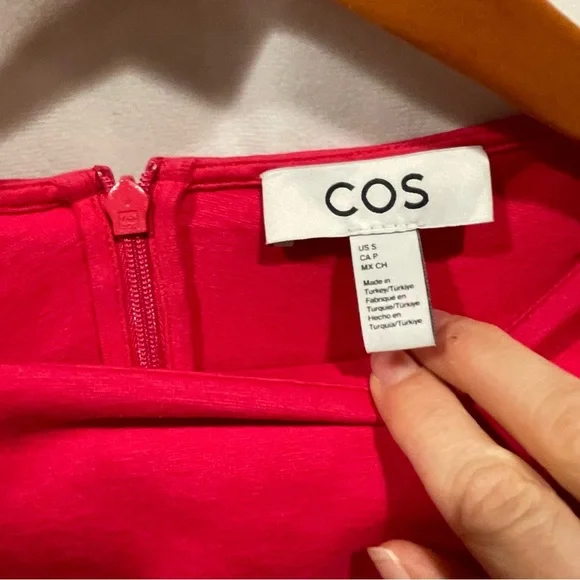 COS
US S
CA P
MX CH
Made in
Turkey/Türkiye
Fabriqué en
Turquie/Türkiye
Hecho en
Turquía/Türkiye